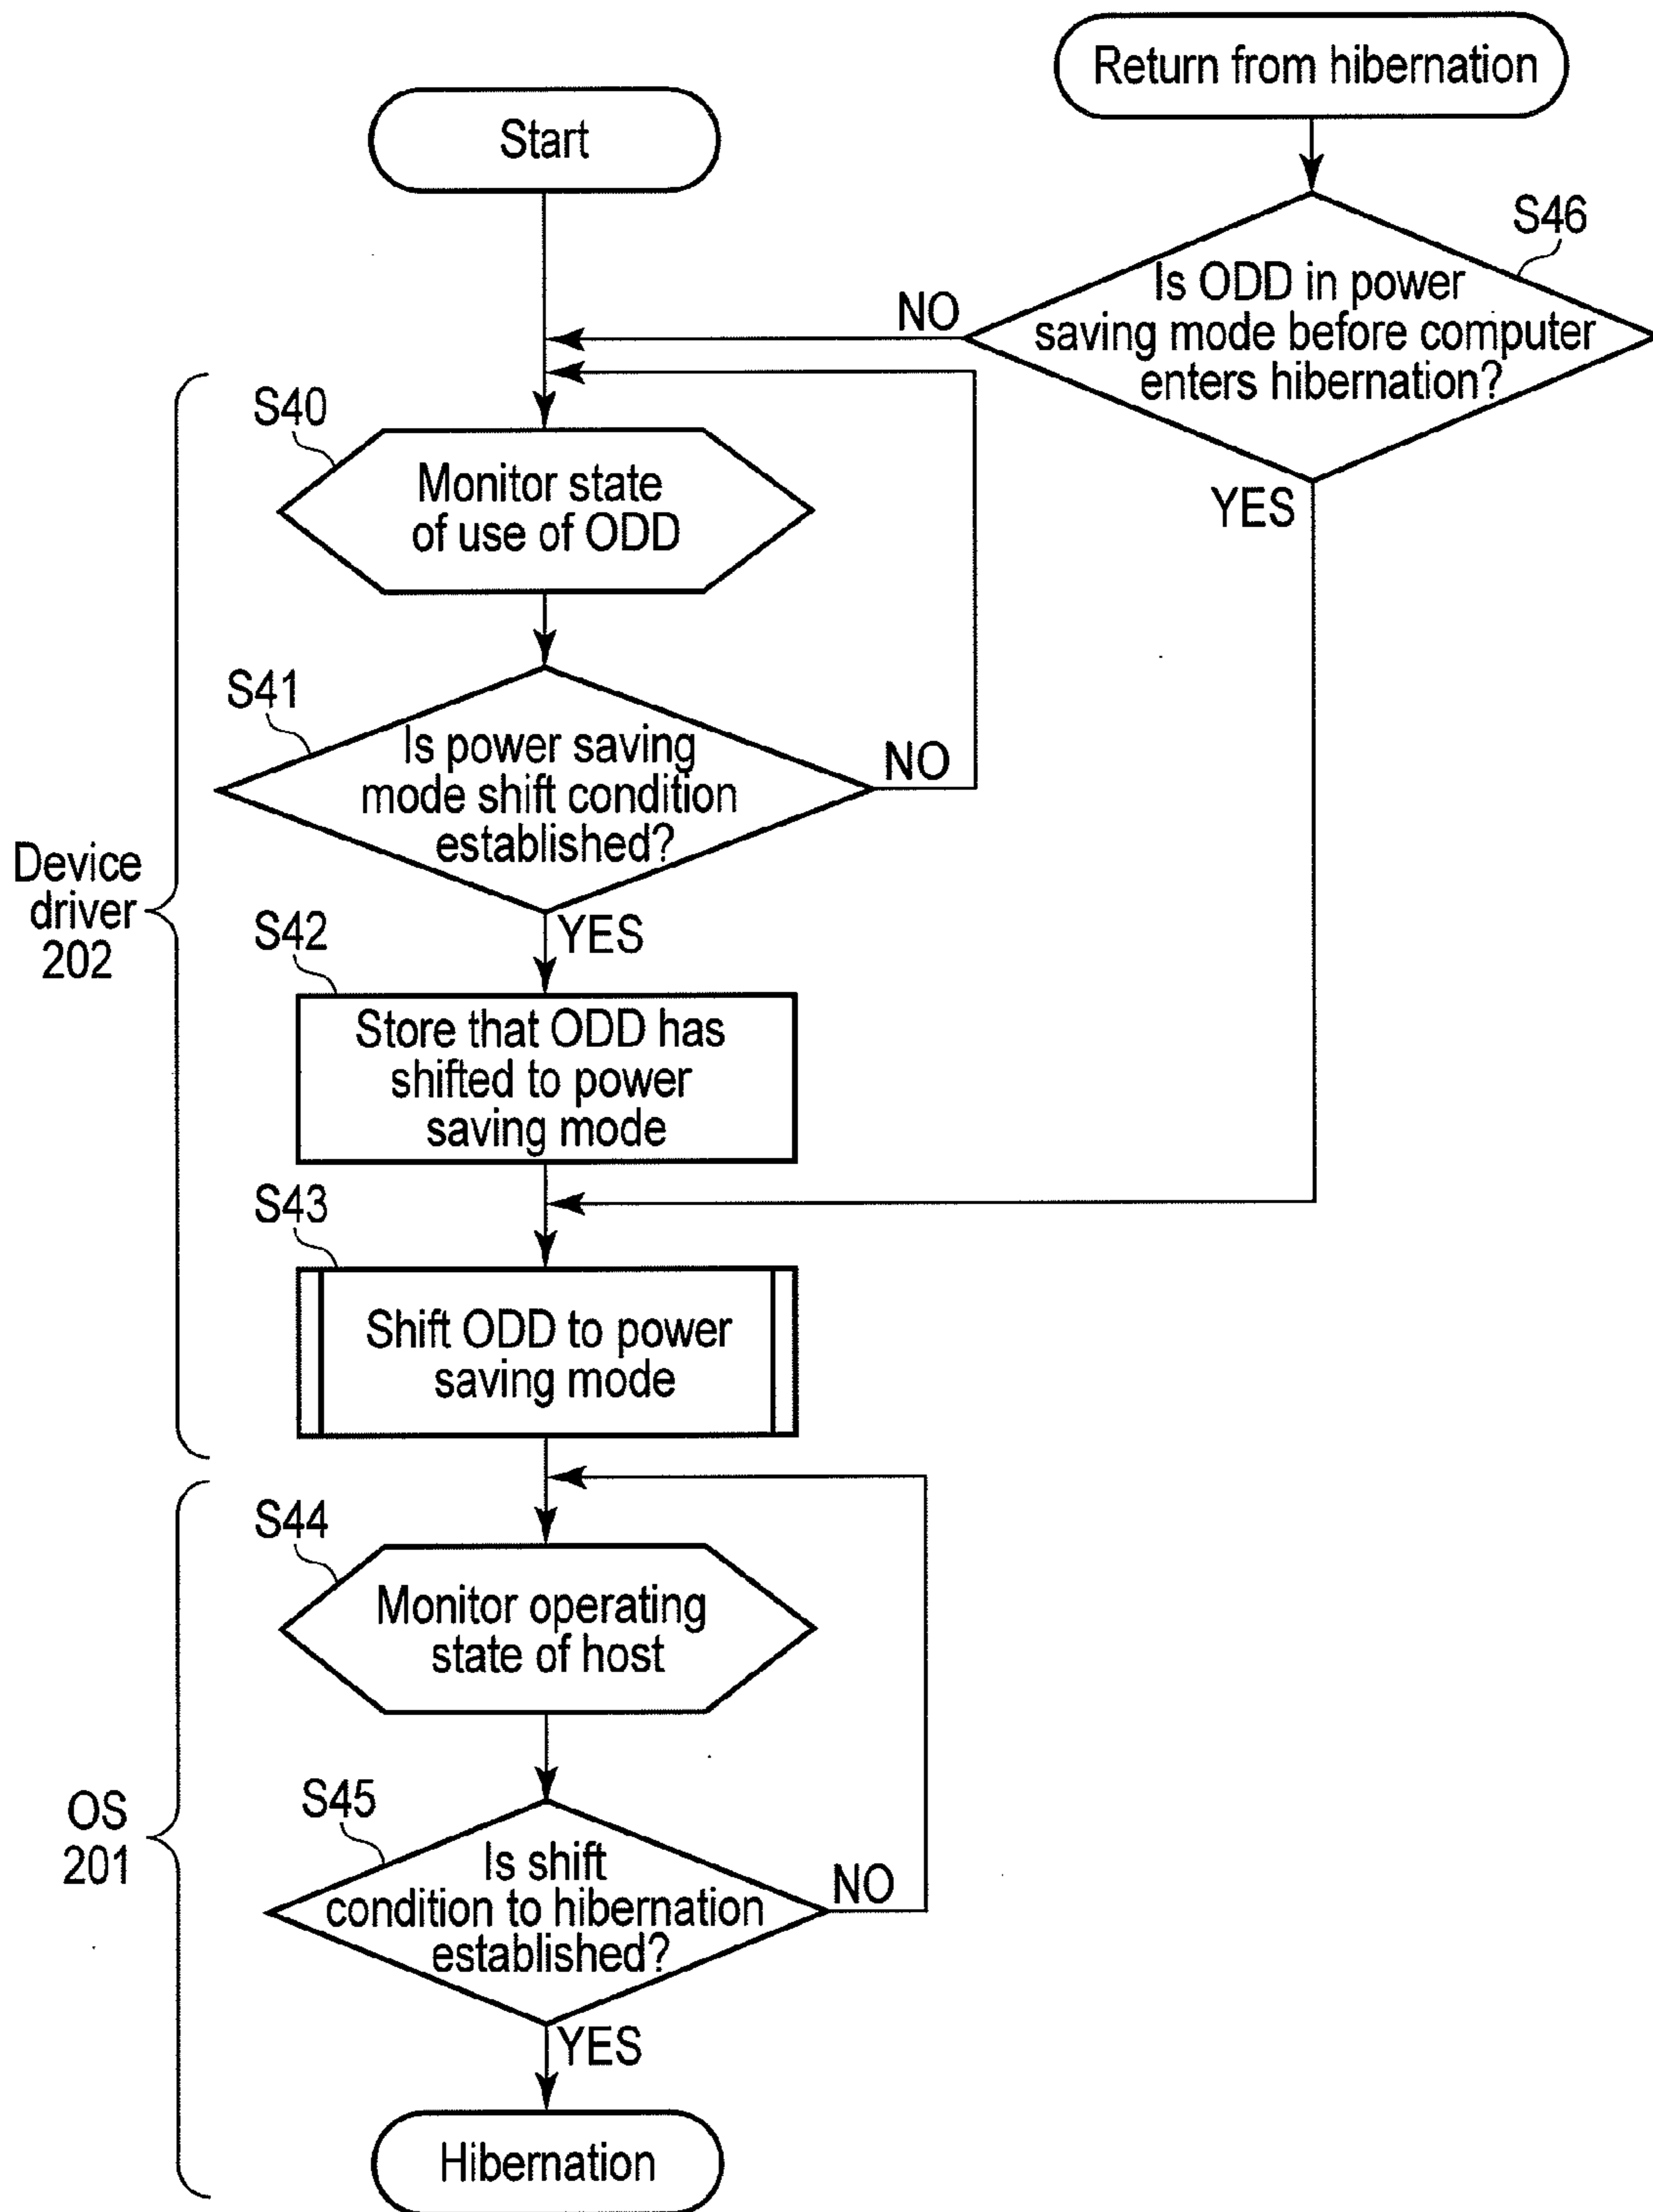 Return from hibernation
Start
S46
Is ODD in power
saving mode before computer
enters hibernation?
NO
YES
S40
Monitor state
of use of ODD
S41
Is power saving
mode shift condition
established?
NO
YES
Device
driver
202
S42
Store that ODD has
shifted to power
saving mode
S43
Shift ODD to power
saving mode
S44
Monitor operating
state of host
OS
201
S45
Is shift
condition to hibernation
established?
NO
YES
Hibernation